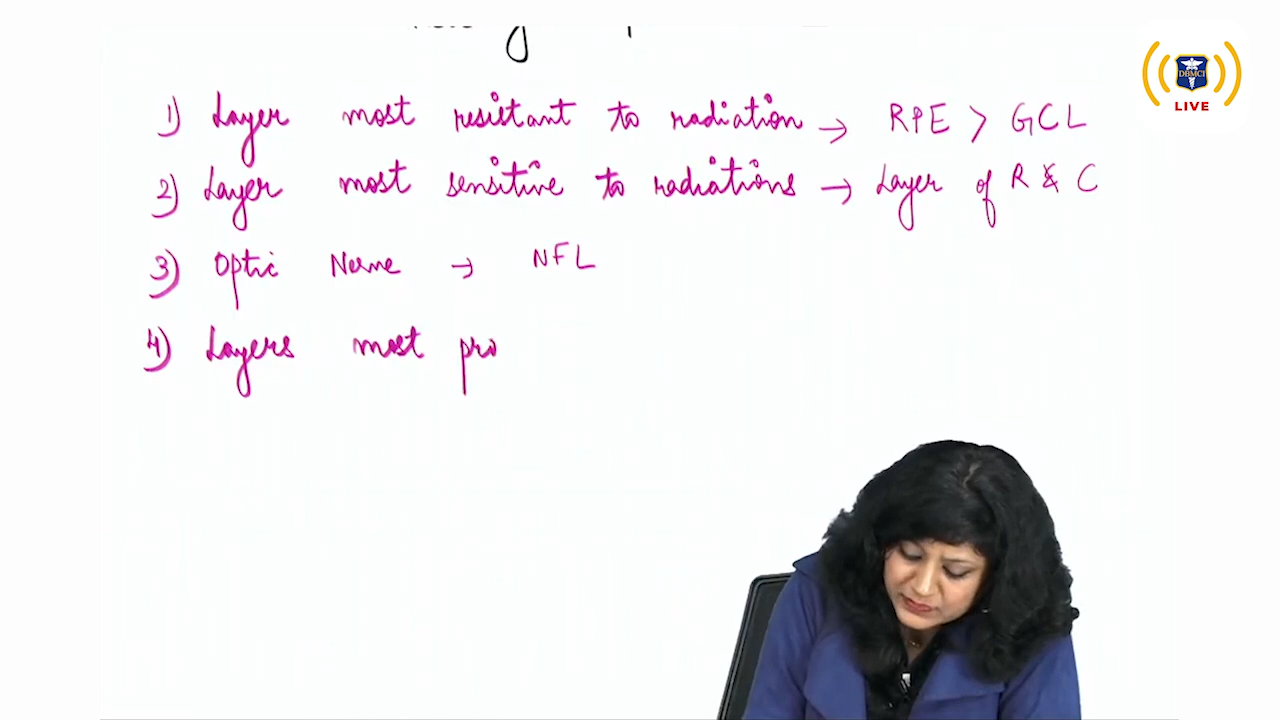 1) Layer most resistant to radiation → RPE > GCL
2) Layer most sensitive to radiations → Layer of R & C
3) Optic Nerve → NFL
4) Layers most pro
DBMCI
LIVE